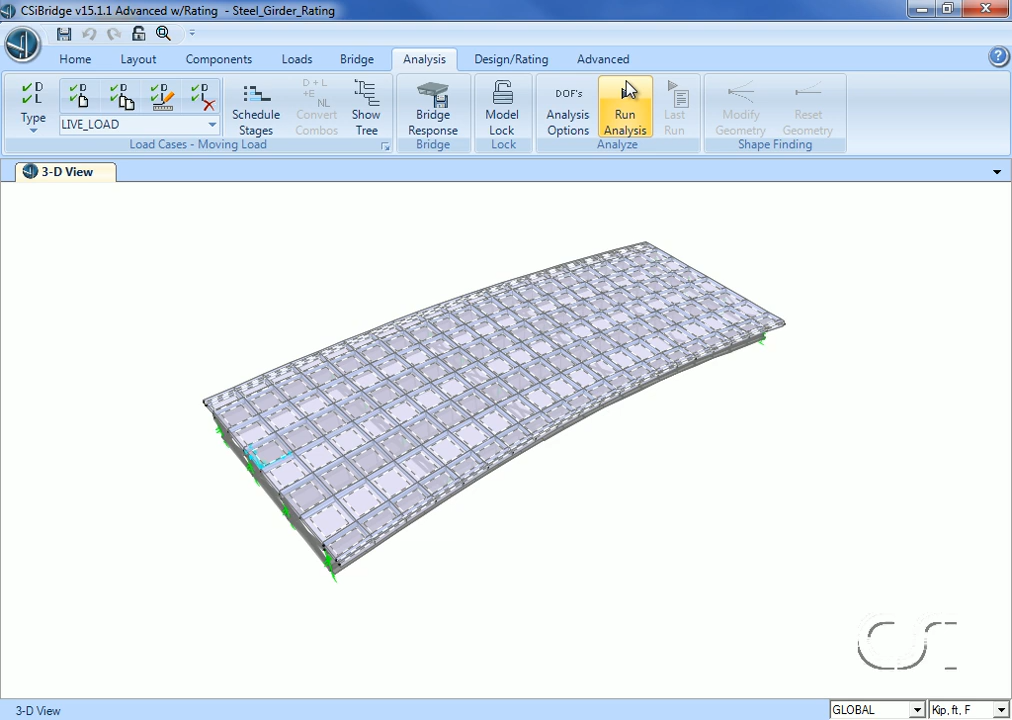 CSiBridge v15.1.1 Advanced w/Rating - Steel_Girder_Rating
Home Layout Components Loads Bridge Analysis Design/Rating Advanced
Type
LIVE_LOAD
Schedule Stages
D + L +E NL Convert Combos
Show Tree
Bridge Response
Model Lock
DOF's Analysis Options
Run Analysis
Last Run
Modify Geometry
Reset Geometry
Load Cases - Moving Load Bridge Lock Analyze Shape Finding
3-D View
CSi
3-D View GLOBAL Kip, ft, F